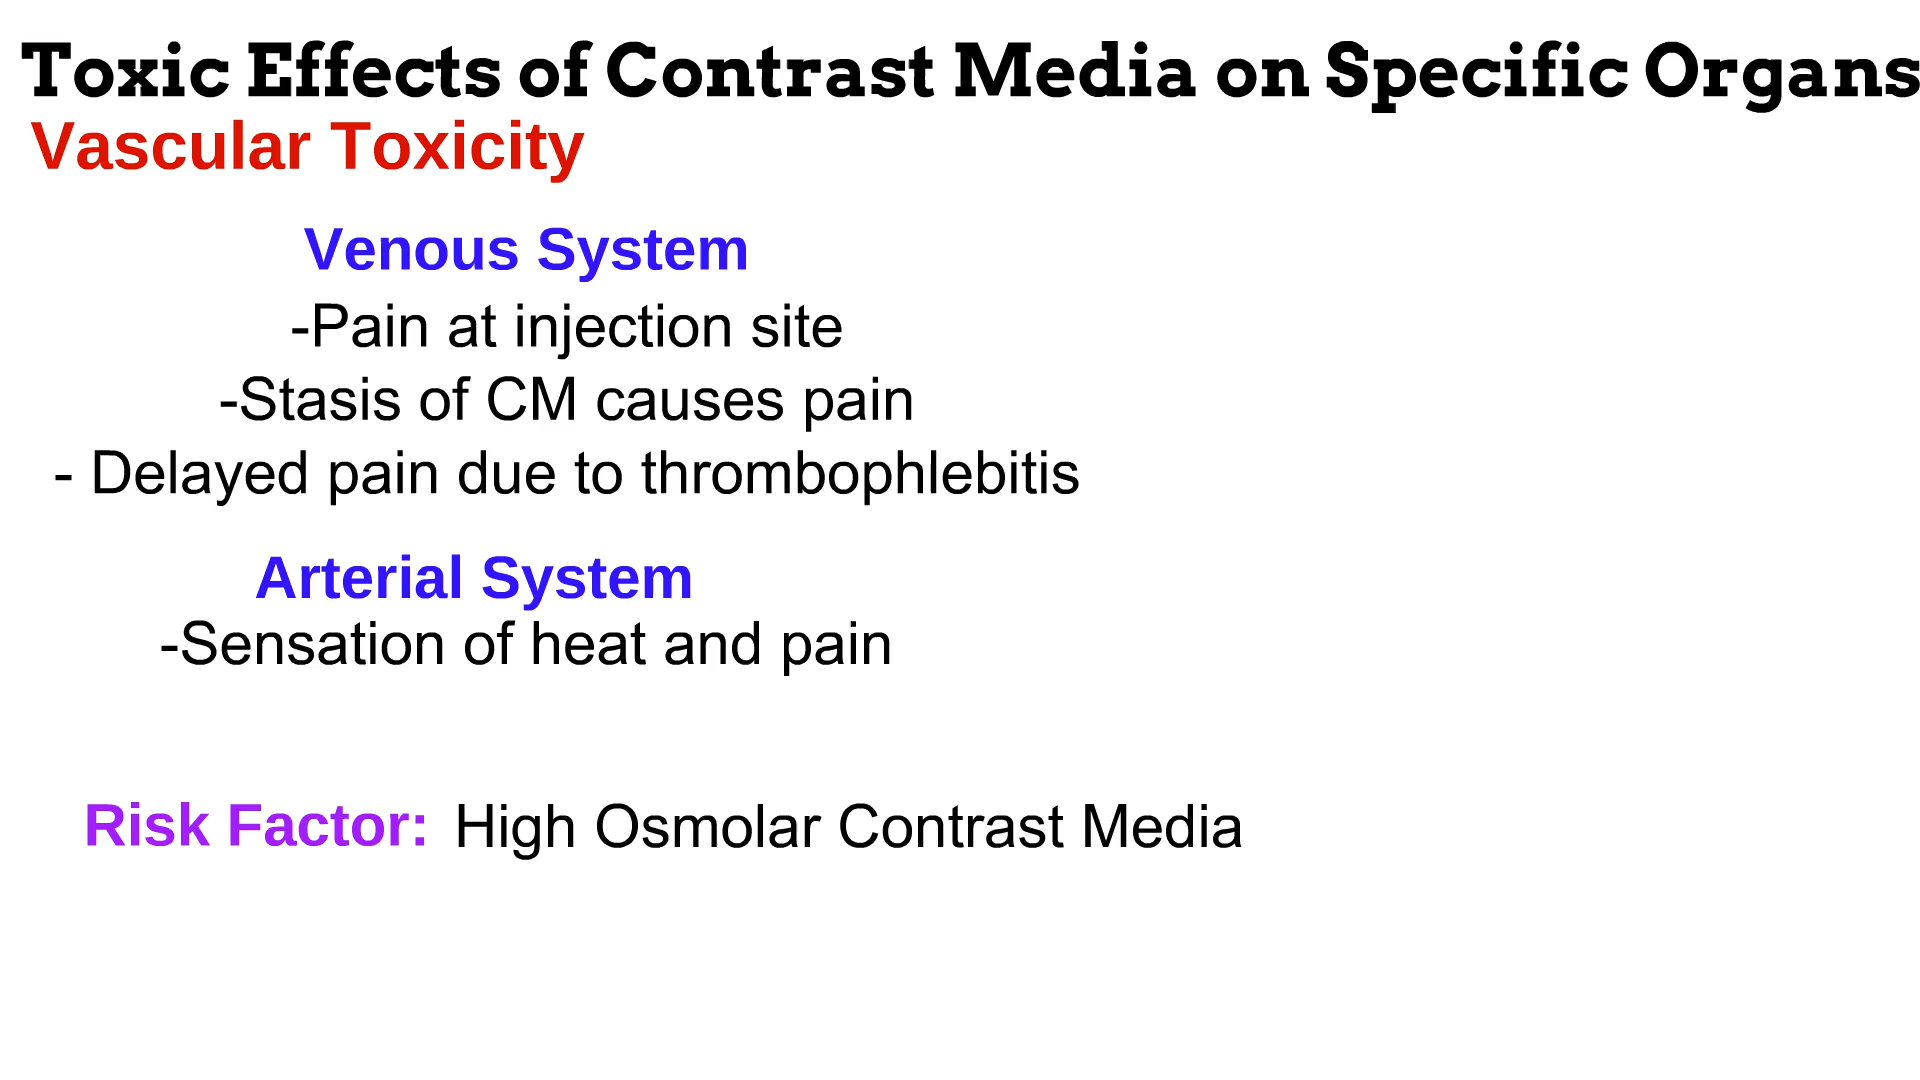 Toxic Effects of Contrast Media on Specific Organs
Vascular Toxicity
Venous System
-Pain at injection site
-Stasis of CM causes pain
- Delayed pain due to thrombophlebitis
Arterial System
-Sensation of heat and pain
Risk Factor: High Osmolar Contrast Media